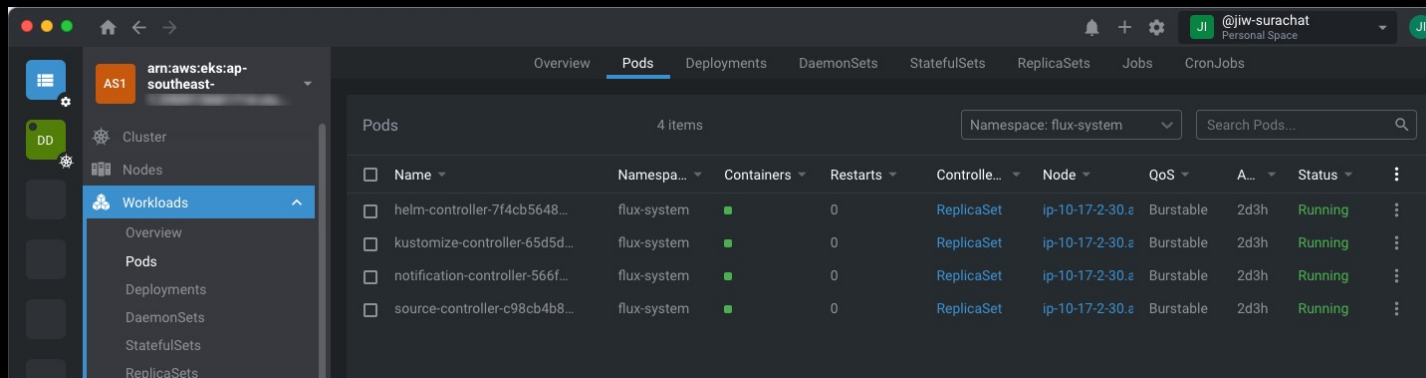 JI @jiw-surachat JI
Personal Space
AS1 arn:aws:eks:ap-
southeast-
Overview Pods Deployments DaemonSets StatefulSets ReplicaSets Jobs CronJobs
DD
Cluster
Nodes
Workloads
Overview
Pods
Deployments
DaemonSets
StatefulSets
ReplicaSets
Pods 4 items Namespace: flux-system Search Pods...
Name Namespa... Containers Restarts Controlle... Node QoS A... Status
helm-controller-7f4cb5648... flux-system 0 ReplicaSet ip-10-17-2-30.a Burstable 2d3h Running
kustomize-controller-65d5d... flux-system 0 ReplicaSet ip-10-17-2-30.a Burstable 2d3h Running
notification-controller-566f... flux-system 0 ReplicaSet ip-10-17-2-30.a Burstable 2d3h Running
source-controller-c98cb4b8... flux-system 0 ReplicaSet ip-10-17-2-30.a Burstable 2d3h Running